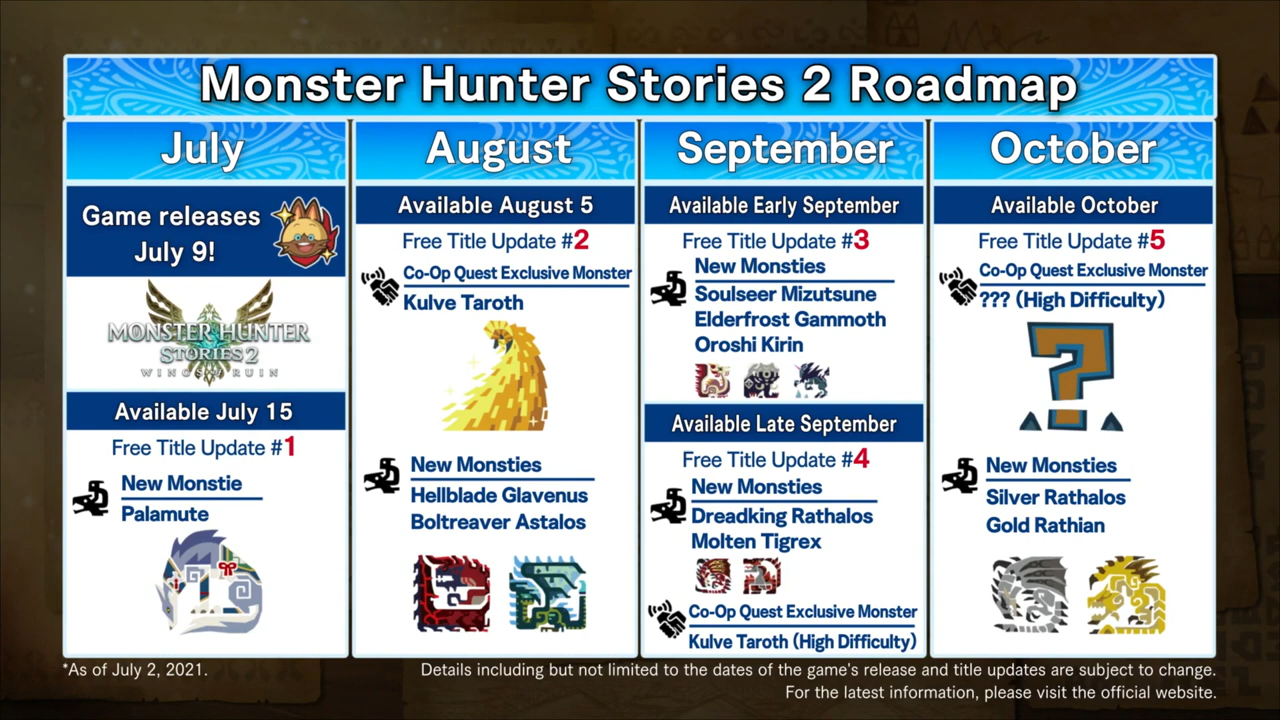 Monster Hunter Stories 2 Roadmap
July
Game releases
July 9!
MONSTER HUNTER
STORIES 2
WINGS OF RUIN
Available July 15
Free Title Update #1
New Monstie
Palamute
August
Available August 5
Free Title Update #2
Co-Op Quest Exclusive Monster
Kulve Taroth
New Monsties
Hellblade Glavenus
Boltreaver Astalos
September
Available Early September
Free Title Update #3
New Monsties
Soulseer Mizutsune
Elderfrost Gammoth
Oroshi Kirin
Available Late September
Free Title Update #4
New Monsties
Dreadking Rathalos
Molten Tigrex
Co-Op Quest Exclusive Monster
Kulve Taroth (High Difficulty)
October
Available October
Free Title Update #5
Co-Op Quest Exclusive Monster
??? (High Difficulty)
?
New Monsties
Silver Rathalos
Gold Rathian
*As of July 2, 2021.
Details including but not limited to the dates of the game's release and title updates are subject to change.
For the latest information, please visit the official website.